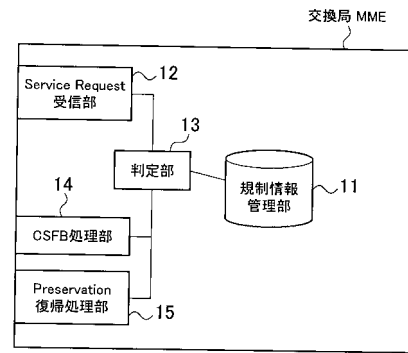 交換局 MME
12
Service Request
受信部
13
判定部
規制情報
管理部
11
14
CSFB処理部
Preservation
復帰処理部
15